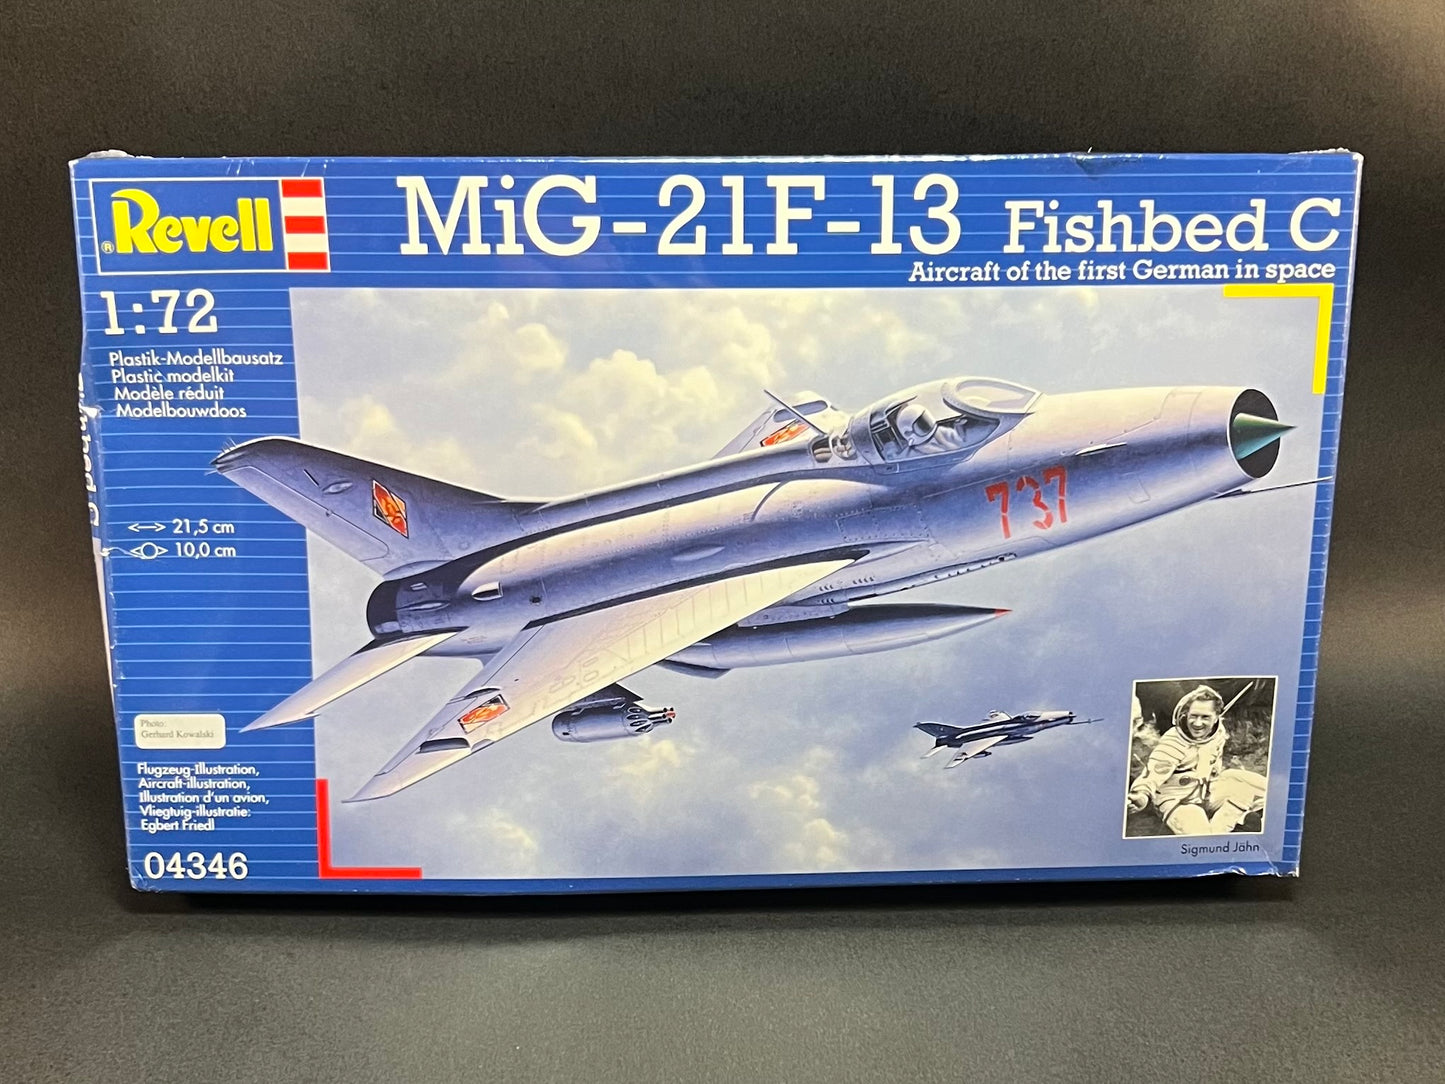 ® Revell
MiG-21F-13 Fishbed C
Aircraft of the first German in space
1:72
Plastik-Modellbausatz
Plastic modelkit
Modèle réduit
Modelbouwdoos
21,5 cm
10,0 cm
737
Photo:
Gerhard Kowalski
Flugzeug-Illustration,
Aircraft-illustration,
Illustration d'un avion,
Vliegtuig-illustratie:
Egbert Friedl
04346
Sigmund Jähn